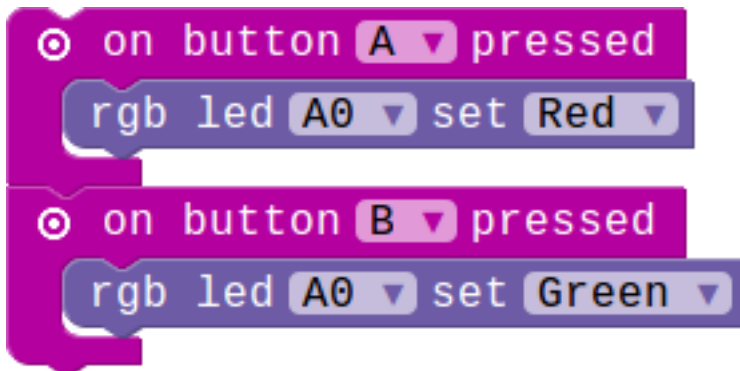 on button A pressed
rgb led A0 set Red
on button B pressed
rgb led A0 set Green